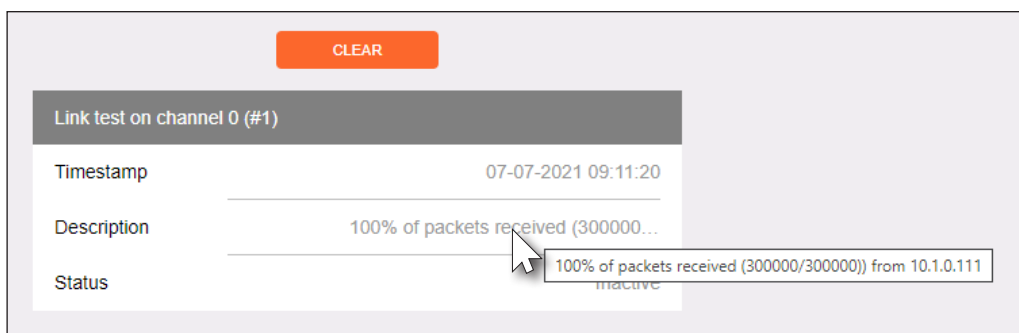 CLEAR
Link test on channel 0 (#1)
Timestamp 07-07-2021 09:11:20
Description 100% of packets received (300000...
100% of packets received (300000/300000)) from 10.1.0.111
Status Inactive